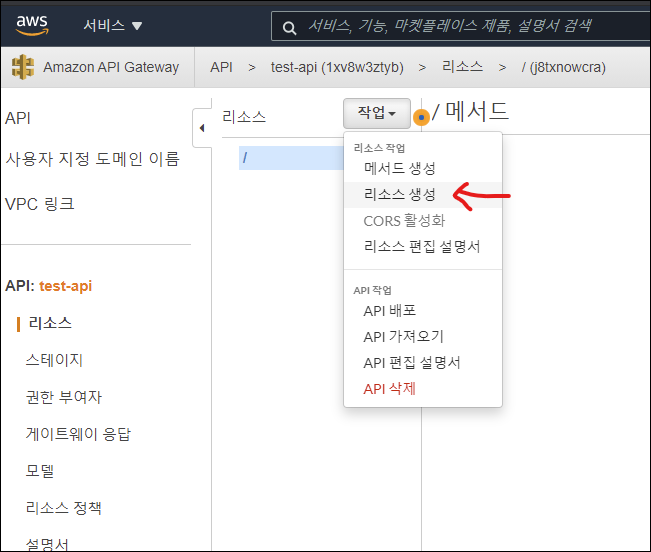 aws 서비스 서비스, 기능, 마켓플레이스 제품, 설명서 검색
Amazon API Gateway API > test-api (1xv8w3ztyb) > 리소스 > / (j8txnowcra)
API
사용자 지정 도메인 이름
VPC 링크
API: test-api
리소스
스테이지
권한 부여자
게이트웨이 응답
모델
리소스 정책
설명서
리소스
/
작업
리소스 작업
메서드 생성
리소스 생성
CORS 활성화
리소스 편집 설명서
API 작업
API 배포
API 가져오기
API 편집 설명서
API 삭제
/ 메서드